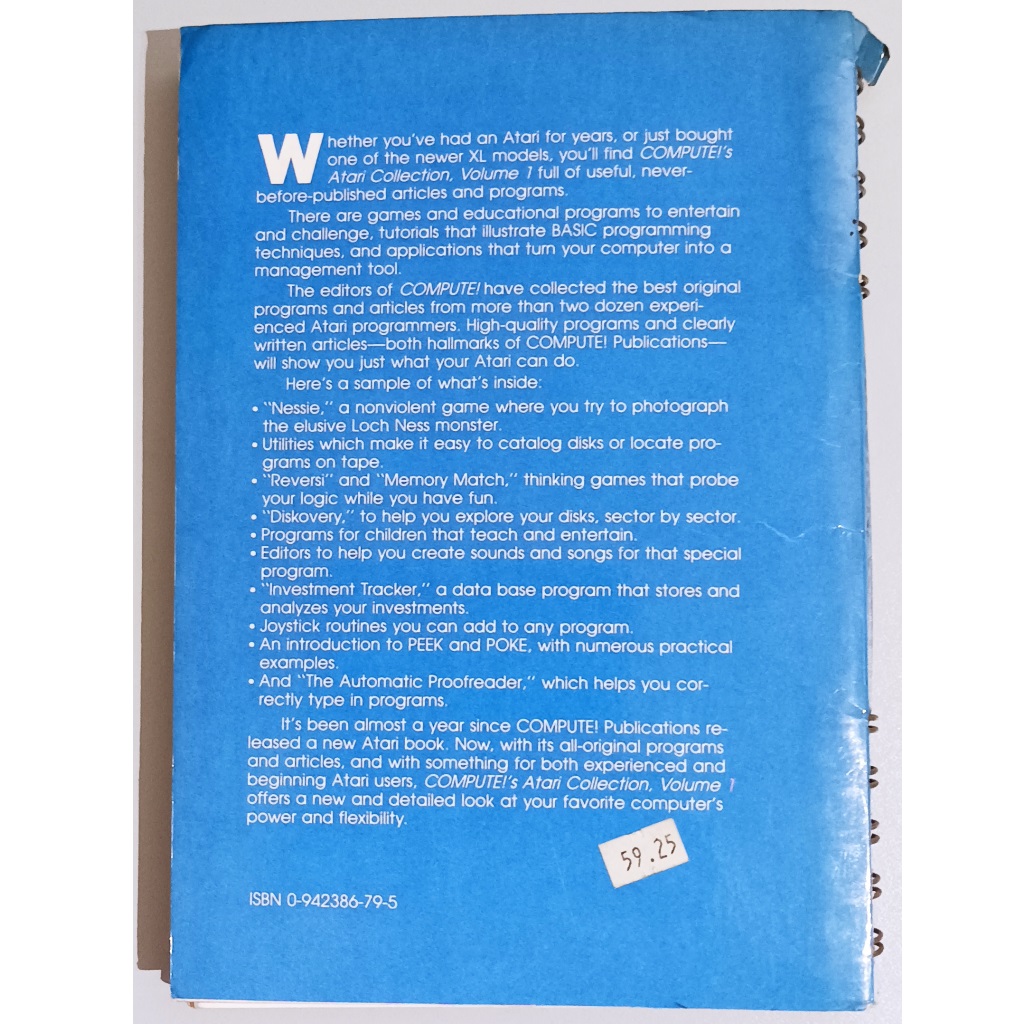 Whether you've had an Atari for years, or just bought
one of the newer XL models, you'll find COMPUTE!'s
Atari Collection, Volume 1 full of useful, never-
before-published articles and programs.
There are games and educational programs to entertain
and challenge, tutorials that illustrate BASIC programming
techniques, and applications that turn your computer into a
management tool.
The editors of COMPUTE! have collected the best original
programs and articles from more than two dozen experi-
enced Atari programmers. High-quality programs and clearly
written articles—both hallmarks of COMPUTE! Publications—
will show you just what your Atari can do.
Here's a sample of what's inside:
• "Nessie," a nonviolent game where you try to photograph
the elusive Loch Ness monster.
• Utilities which make it easy to catalog disks or locate pro-
grams on tape.
• "Reversi" and "Memory Match," thinking games that probe
your logic while you have fun.
• "Diskovery," to help you explore your disks, sector by sector.
• Programs for children that teach and entertain.
• Editors to help you create sounds and songs for that special
program.
• "Investment Tracker," a data base program that stores and
analyzes your investments.
• Joystick routines you can add to any program.
• An introduction to PEEK and POKE, with numerous practical
examples.
• And "The Automatic Proofreader," which helps you cor-
rectly type in programs.
It's been almost a year since COMPUTE! Publications re-
leased a new Atari book. Now, with its all-original programs
and articles, and with something for both experienced and
beginning Atari users, COMPUTE!'s Atari Collection, Volume 1
offers a new and detailed look at your favorite computer's
power and flexibility.
59.25
ISBN 0-942386-79-5